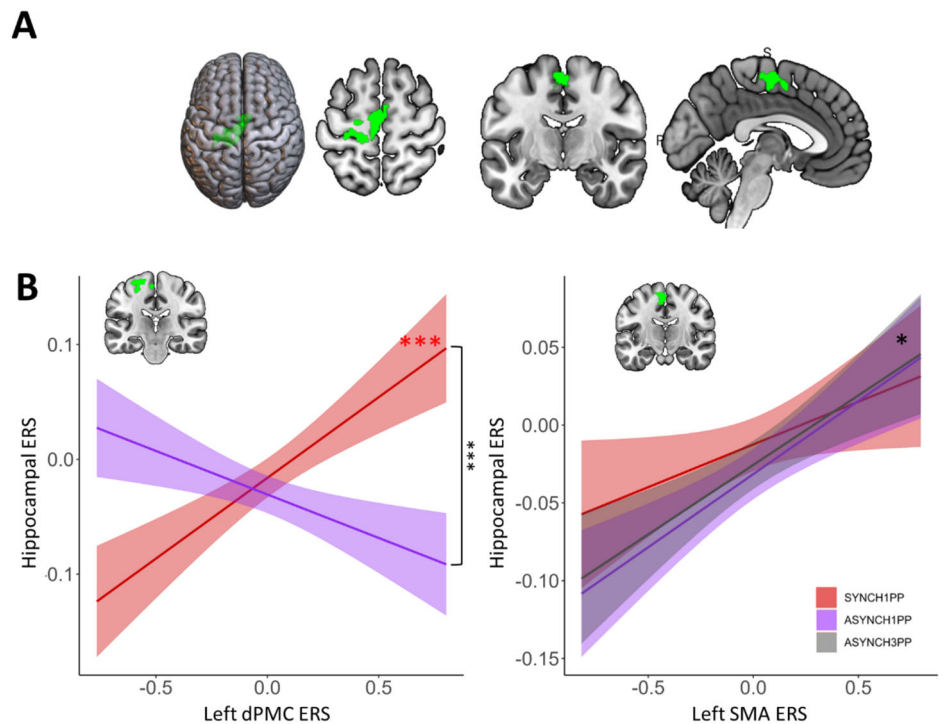 A
S
B
***
0.1
0.0
-0.1
Hippocampal ERS
***
-0.5
0.0
0.5
Left dPMC ERS
*
0.05
0.00
-0.05
-0.10
-0.15
Hippocampal ERS
SYNCH1PP
ASYNCH1PP
ASYNCH3PP
-0.5
0.0
0.5
Left SMA ERS